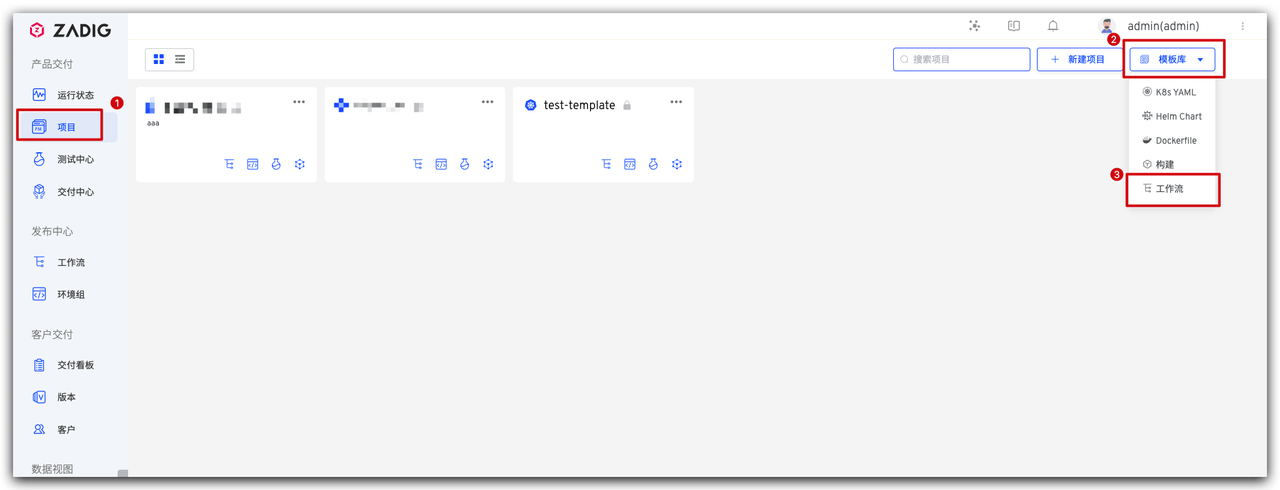 ZADIG
admin(admin)
2
产品交付
搜索项目
+ 新建项目
模板库
运行状态
1
项目
测试中心
交付中心
发布中心
工作流
环境组
客户交付
交付看板
版本
客户
数据视图
aaa
test-template
K8s YAML
Helm Chart
Dockerfile
构建
3
工作流